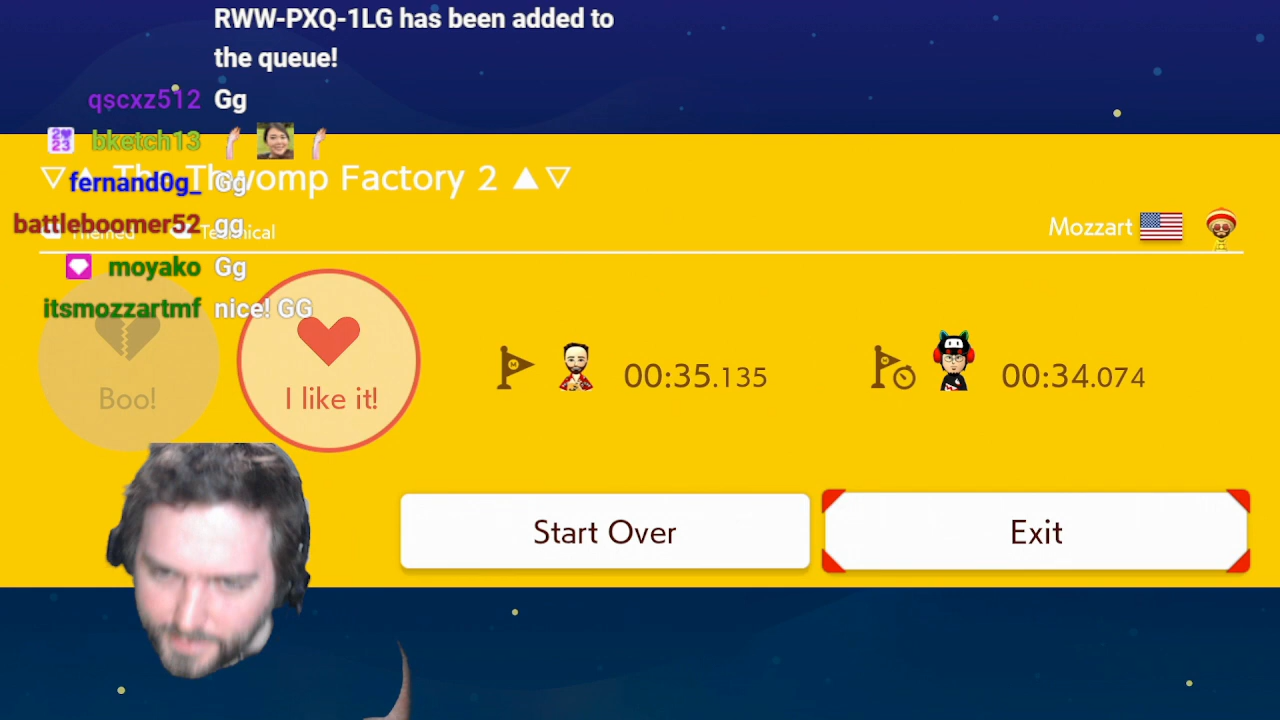 RWW-PXQ-1LG has been added to
the queue!
qscxz512 Gg
2023
bketch13
▽▲ The Thwomp Factory 2 ▲▽
fernand0g_ Gg
battleboomer52 gg
Themed Technical
Mozzart
moyako Gg
itsmozzartmf nice! GG
Boo!
I like it!
M 00:35.135
M 00:34.074
Start Over
Exit